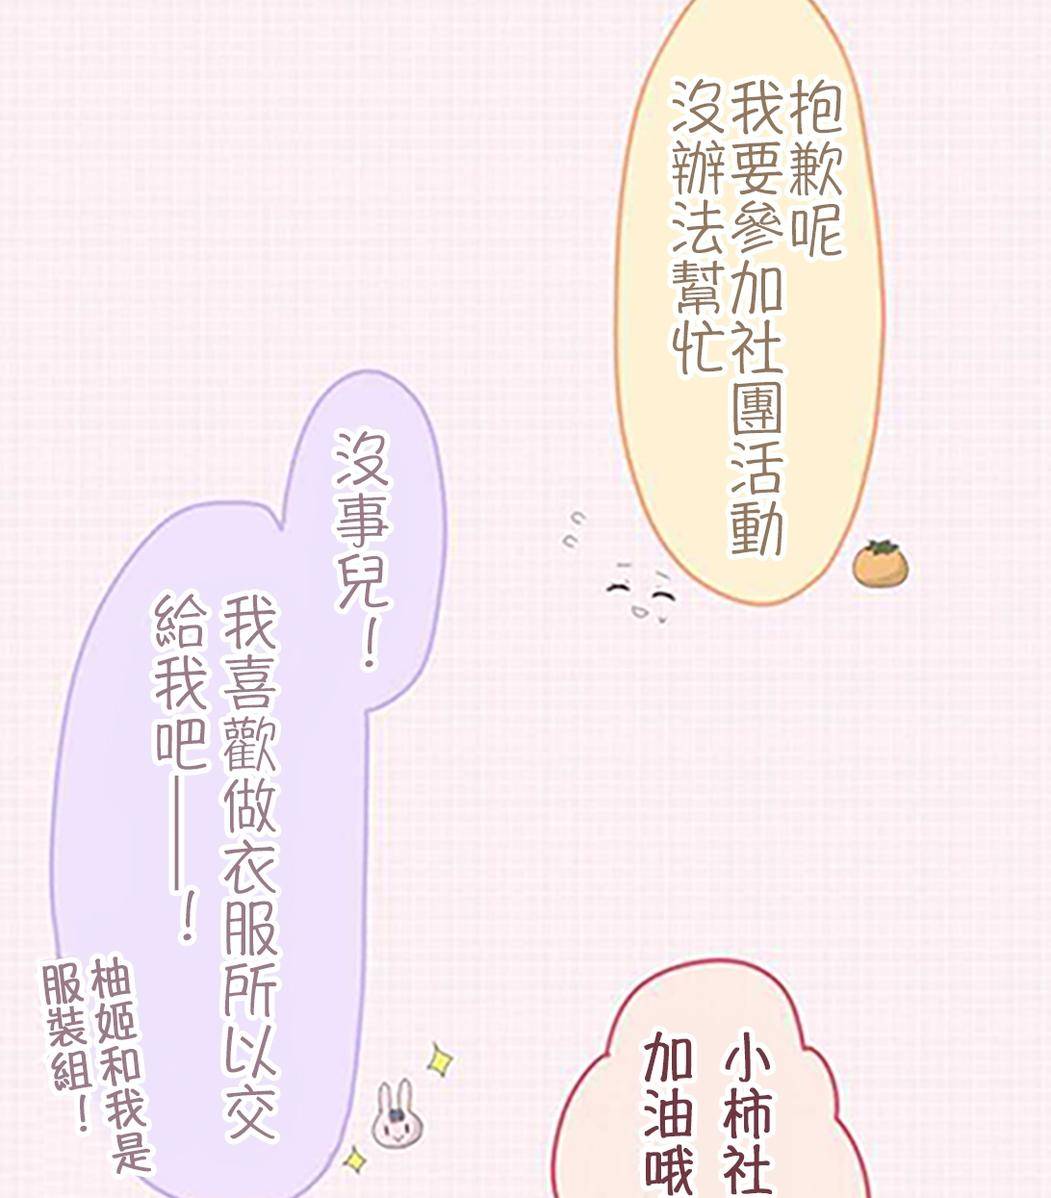 抱歉呢
我要參加社團活動
沒辦法幫忙
沒事兒！
我喜歡做衣服所以交
給我吧——！
柚姬和我是
服裝組！
小柿社
加油哦